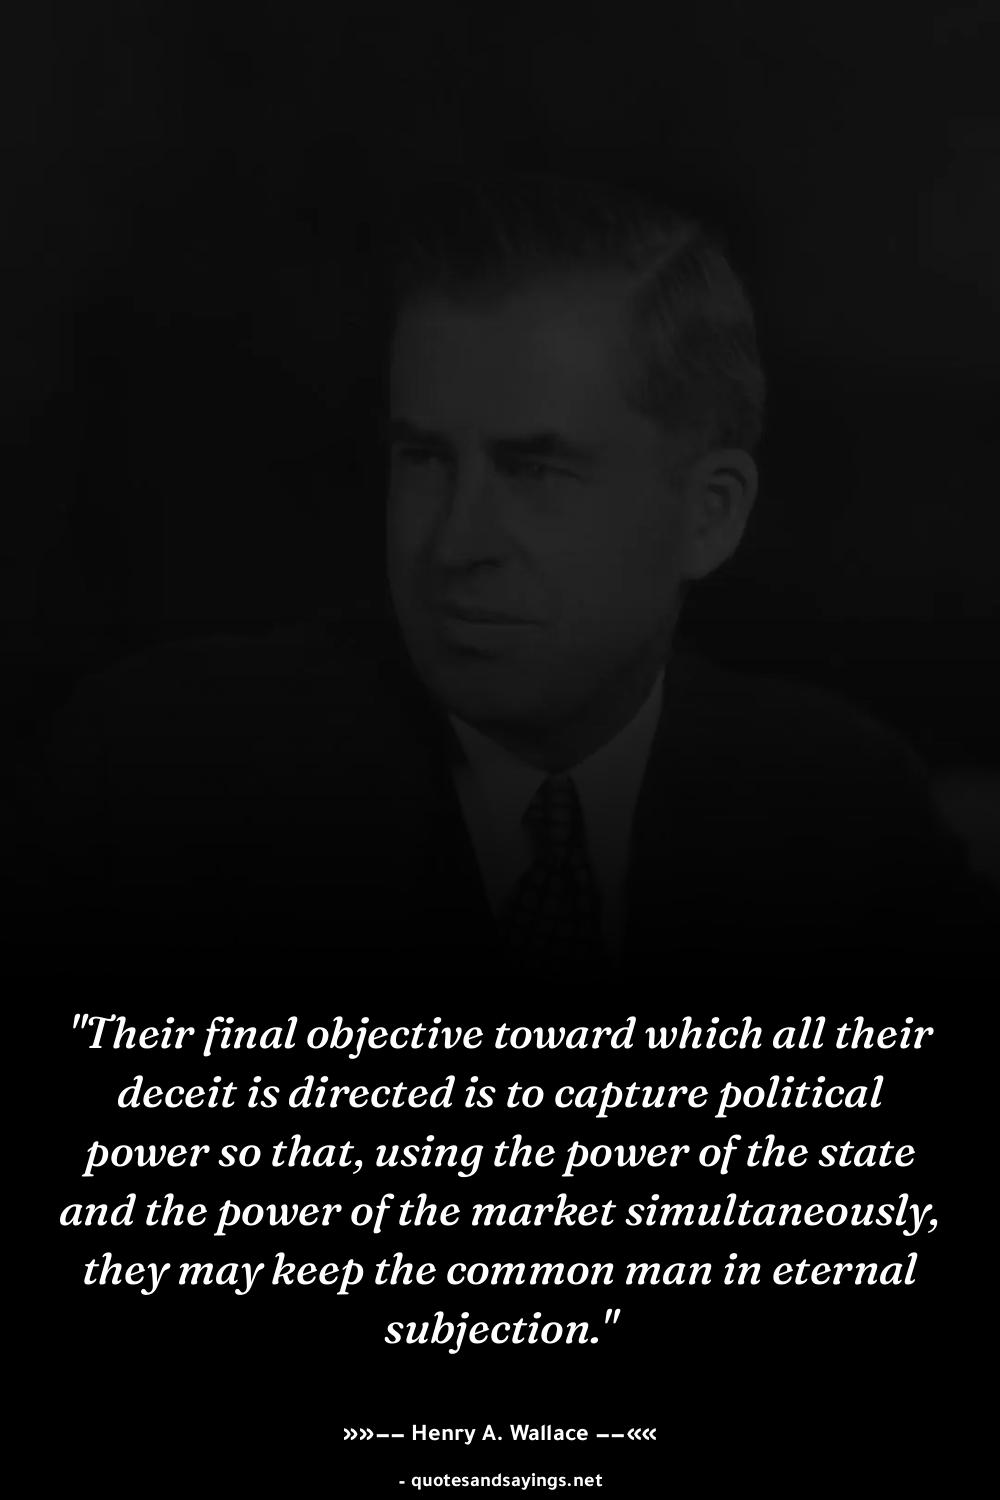 "Their final objective toward which all their
deceit is directed is to capture political
power so that, using the power of the state
and the power of the market simultaneously,
they may keep the common man in eternal
subjection."
»»–– Henry A. Wallace ––««
- quotesandsayings.net